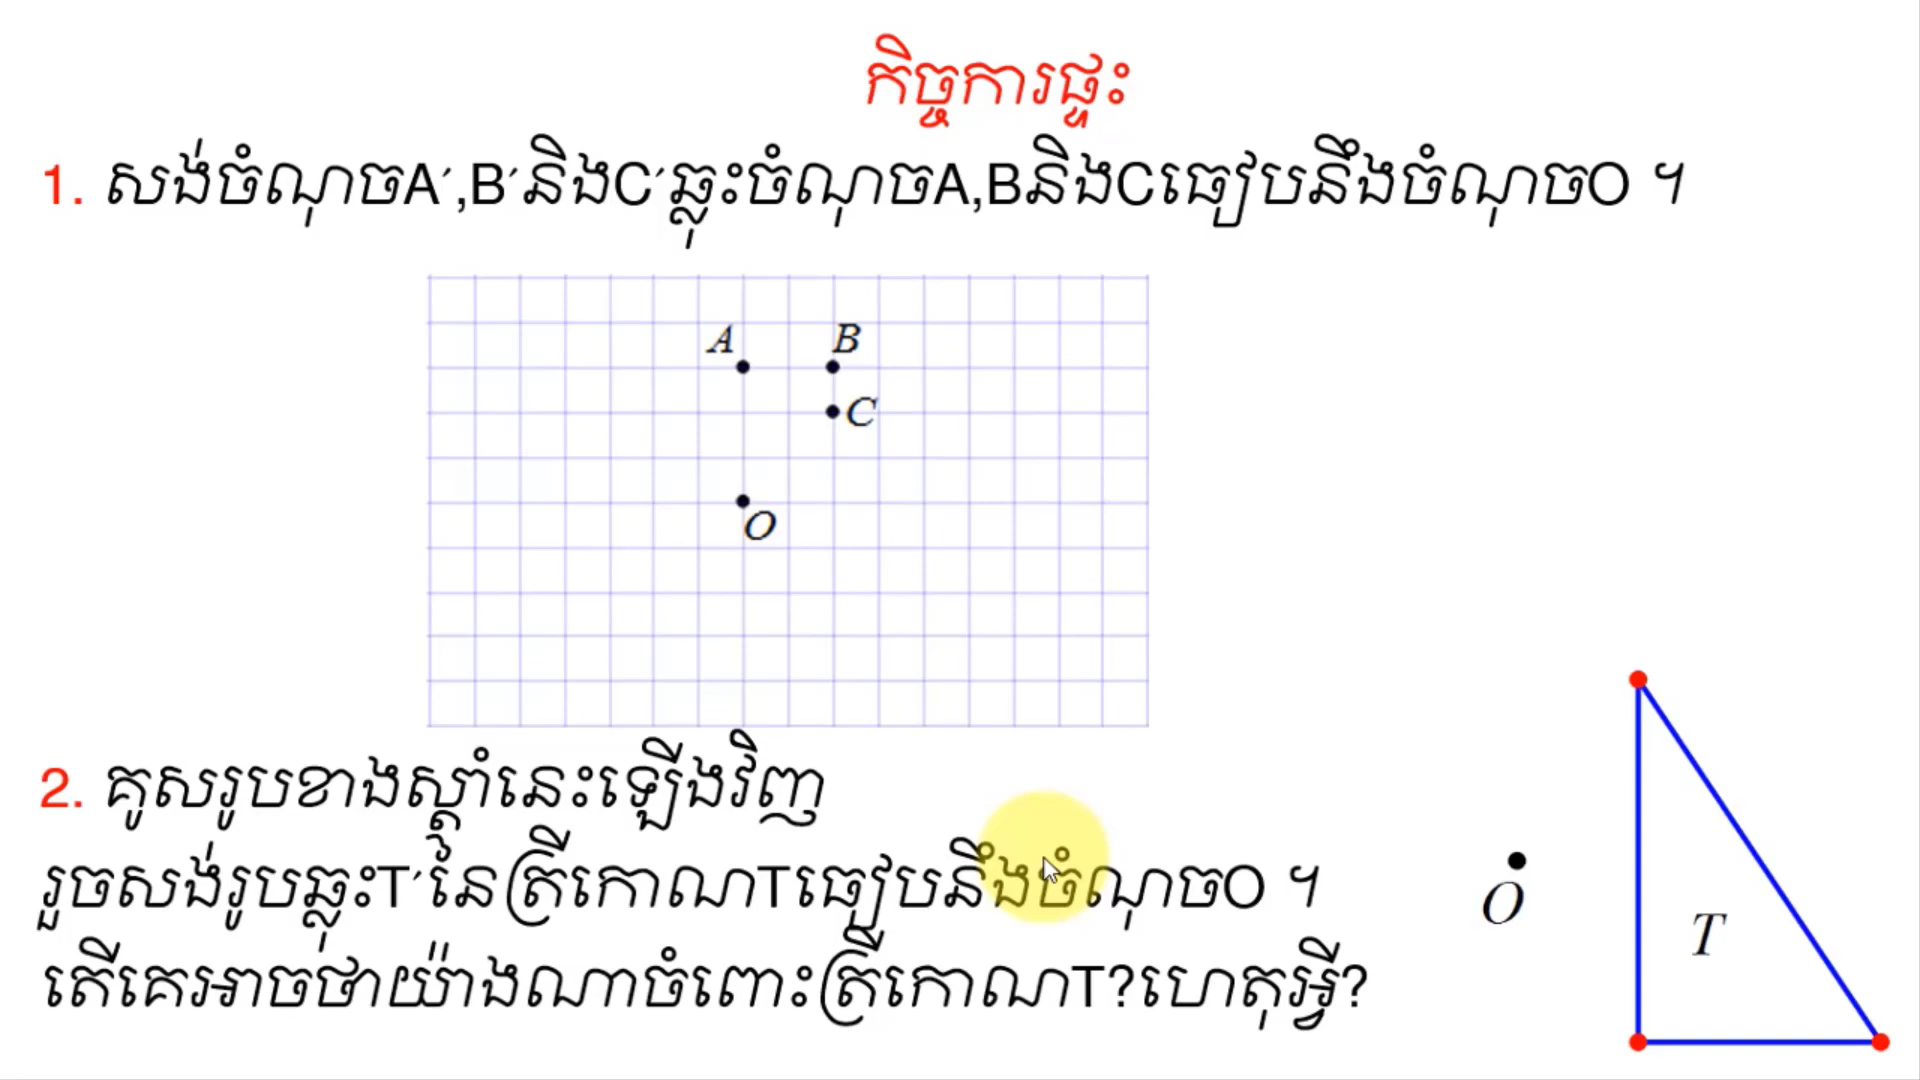 កិច្ចការផ្ទះ
1. សង់ចំណុចA´,B´និងC´ឆ្លុះចំណុចA,BនិងCធៀបនឹងចំណុចO ។
A
B
C
O
2. គូសរូបខាងស្ដាំនេះឡើងវិញ
រួចសង់រូបឆ្លុះT´នៃត្រីកោណTធៀបនឹងចំណុចO ។
តើគេអាចថាយ៉ាងណាចំពោះត្រីកោណT?ហេតុអ្វី?
O
T